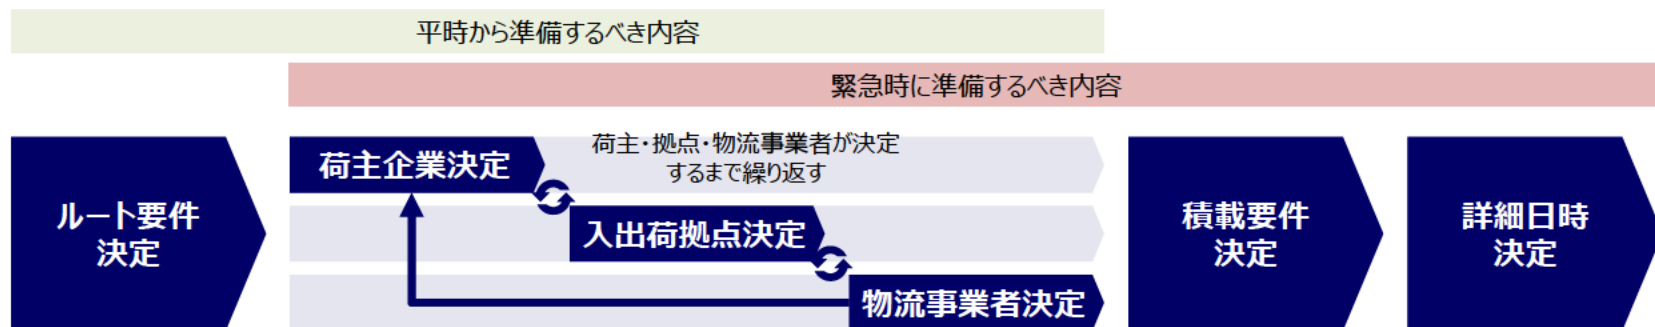 平時から準備するべき内容
緊急時に準備するべき内容
ルート要件
決定
荷主企業決定
荷主・拠点・物流事業者が決定
するまで繰り返す
入出荷拠点決定
物流事業者決定
積載要件
決定
詳細日時
決定